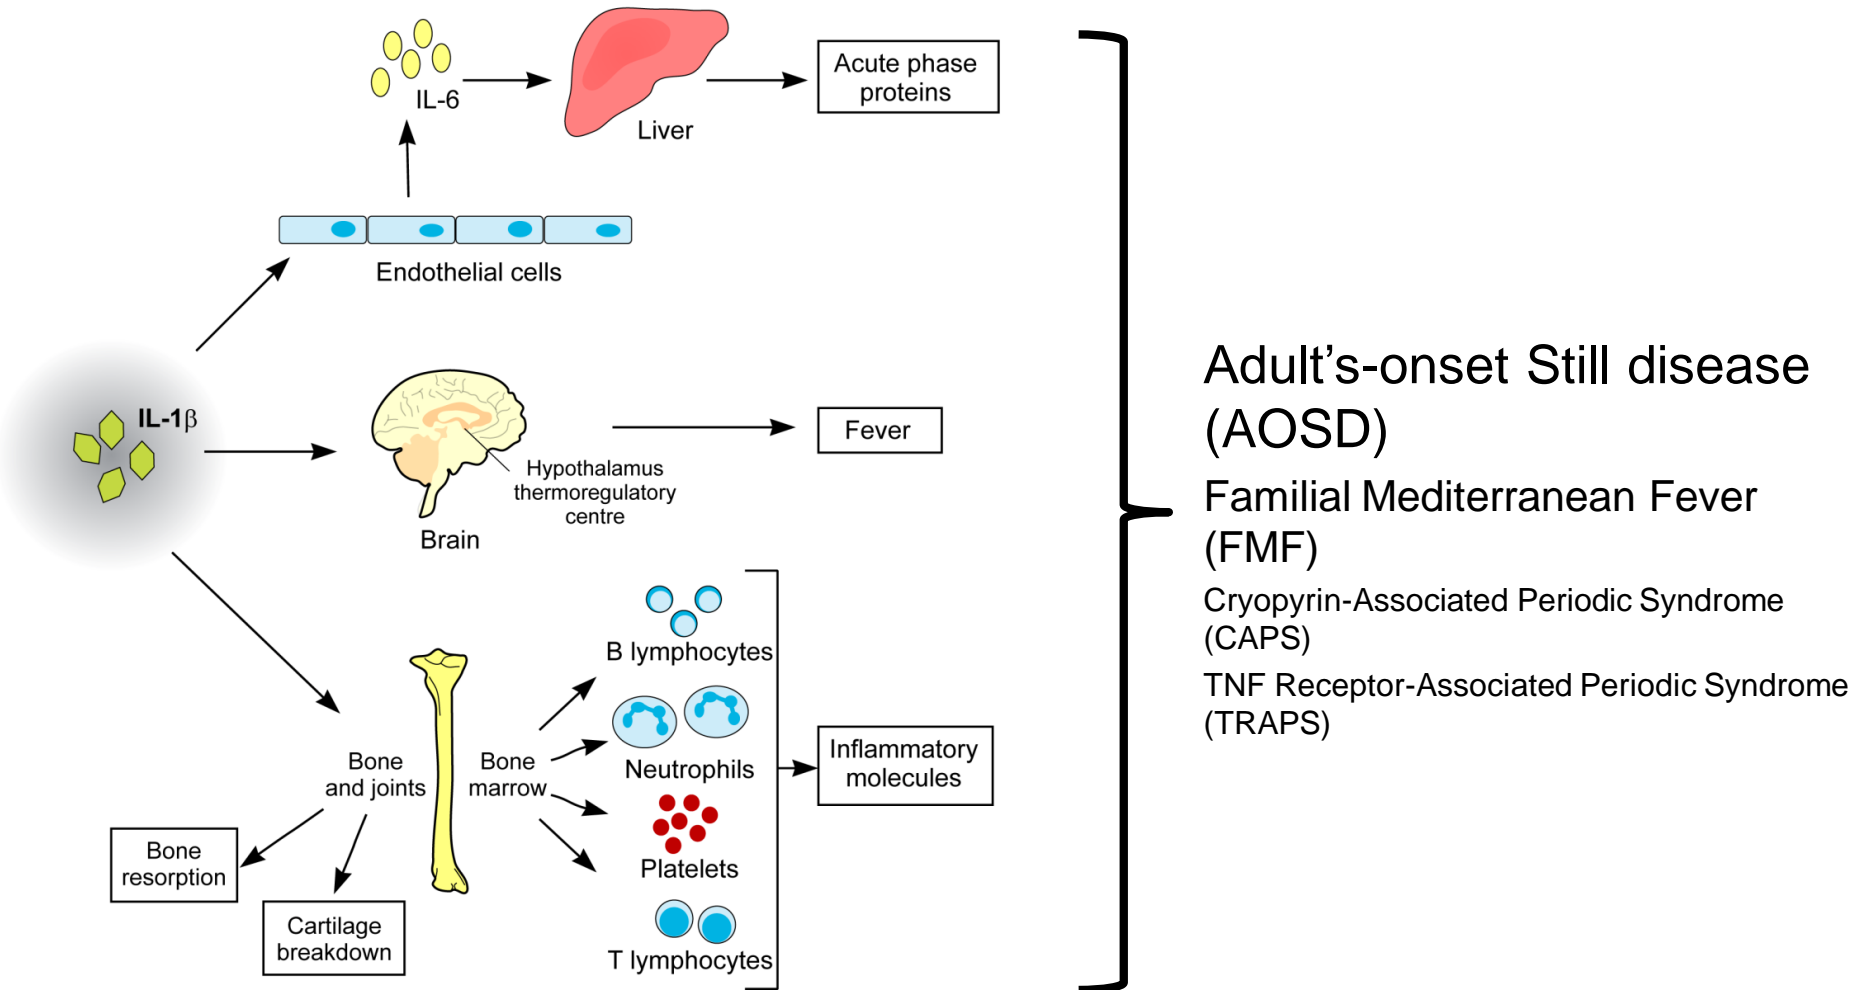 IL-6
Liver
Acute phase
proteins
Endothelial cells
IL-1β
Hypothalamus
thermoregulatory
centre
Brain
Fever
Bone
and joints
Bone
marrow
Bone
resorption
Cartilage
breakdown
B lymphocytes
Neutrophils
Platelets
T lymphocytes
Inflammatory
molecules
Adult’s-onset Still disease
(AOSD)
Familial Mediterranean Fever
(FMF)
Cryopyrin-Associated Periodic Syndrome
(CAPS)
TNF Receptor-Associated Periodic Syndrome
(TRAPS)